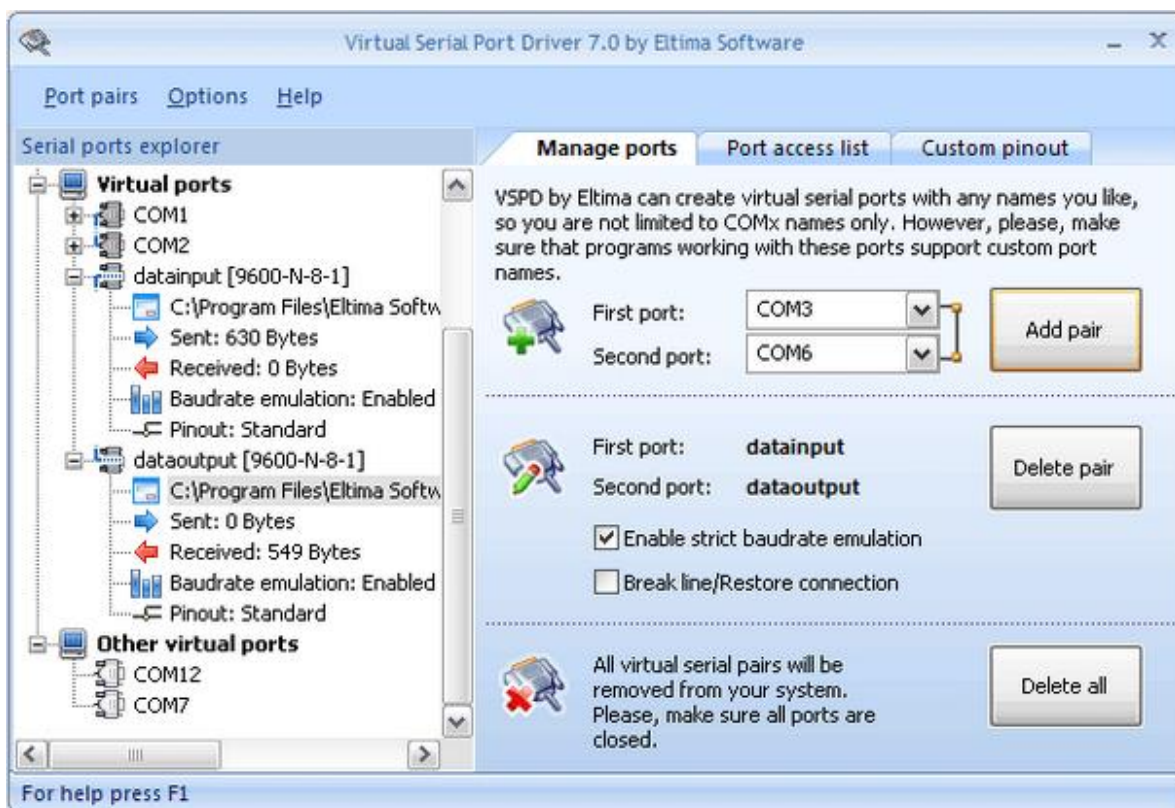 Virtual Serial Port Driver 7.0 by Eltima Software
Port pairs Options Help
Serial ports explorer
Virtual ports
COM1
COM2
datainput [9600-N-8-1]
C:\Program Files\Eltima Softw
Sent: 630 Bytes
Received: 0 Bytes
Baudrate emulation: Enabled
Pinout: Standard
dataoutput [9600-N-8-1]
C:\Program Files\Eltima Softw
Sent: 0 Bytes
Received: 549 Bytes
Baudrate emulation: Enabled
Pinout: Standard
Other virtual ports
COM12
COM7
Manage ports Port access list Custom pinout
VSPD by Eltima can create virtual serial ports with any names you like,
so you are not limited to COMx names only. However, please, make
sure that programs working with these ports support custom port
names.
First port: COM3
Second port: COM6
Add pair
First port: datainput
Second port: dataoutput
Delete pair
Enable strict baudrate emulation
Break line/Restore connection
All virtual serial pairs will be
removed from your system.
Please, make sure all ports are
closed.
Delete all
For help press F1